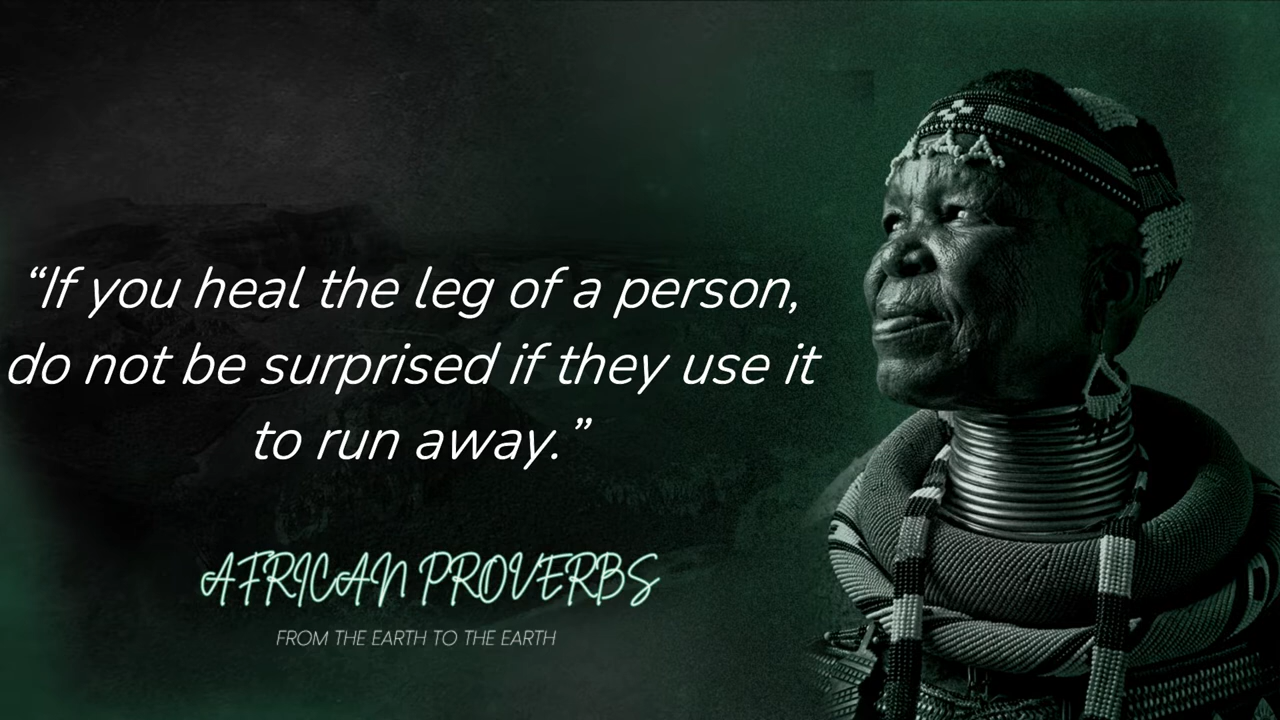 “If you heal the leg of a person,
do not be surprised if they use it
to run away.”
AFRICAN PROVERBS
FROM THE EARTH TO THE EARTH